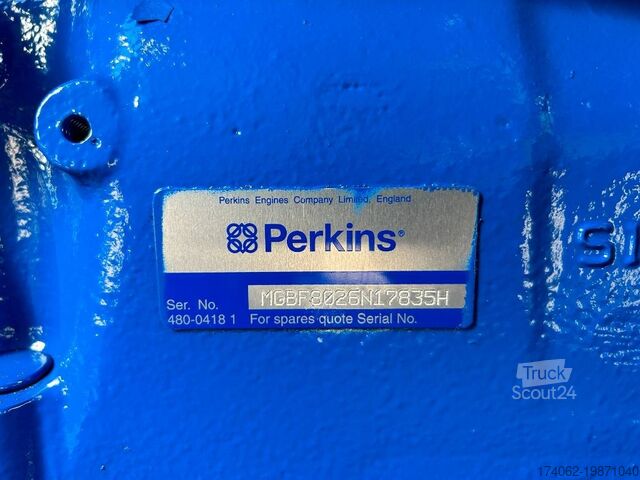 Perkins Engines Company Limited, England
Perkins®
Ser. No. MGBF8026N17835H
480-0418 1 For spares quote Serial No.
Truck
Scout24
174062-19871040